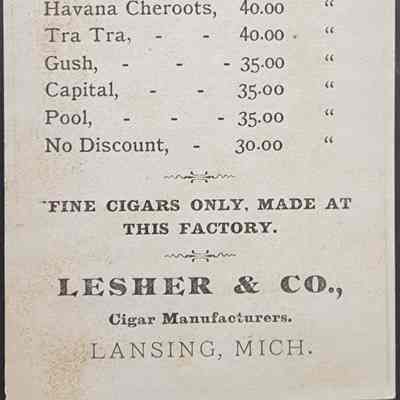 Havana Cheroots, 40.00 "
Tra Tra, - - 40.00 "
Gush, - - - 35.00 "
Capital, - - 35.00 "
Pool, - - - 35.00 "
No Discount, - 30.00 "
FINE CIGARS ONLY, MADE AT
THIS FACTORY.
LESHER & CO.,
Cigar Manufacturers.
LANSING, MICH.